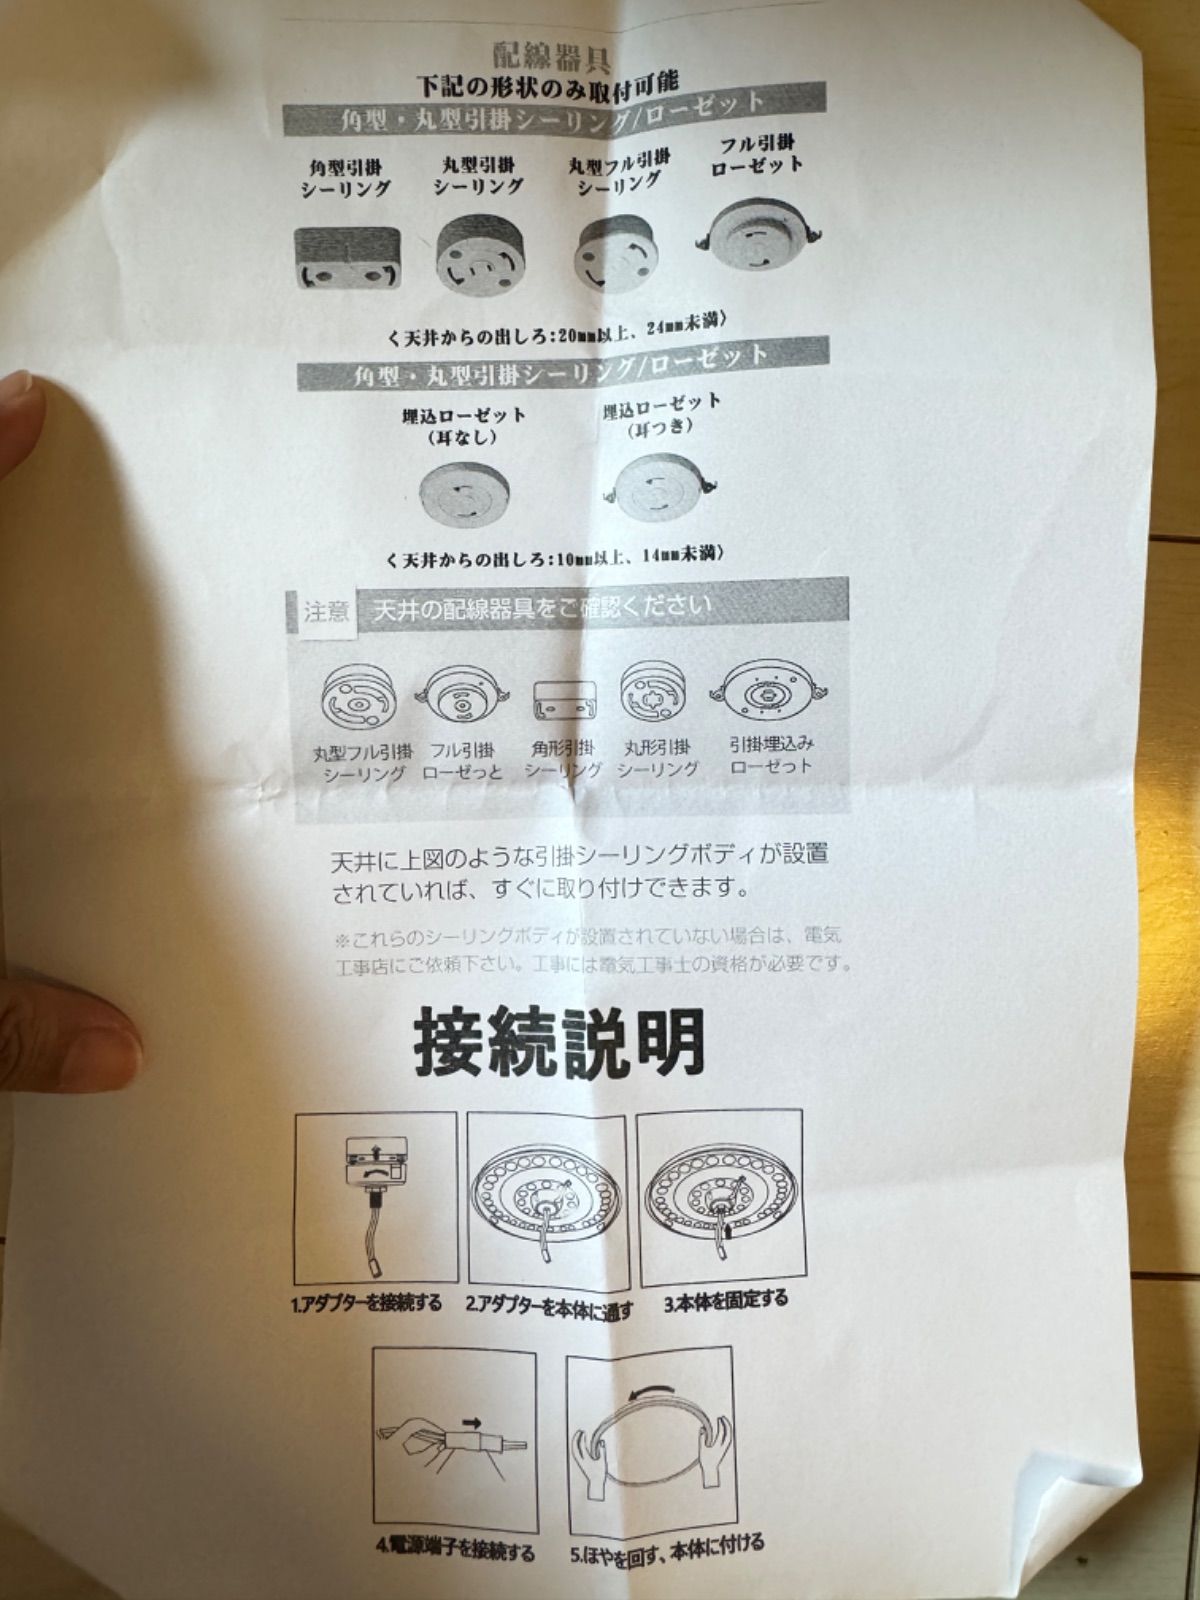 配線器具
下記の形状のみ取付可能
角型・丸型引掛シーリング/ローゼット
角型引掛
シーリング
丸型引掛
シーリング
丸型フル引掛
シーリング
フル引掛
ローゼット
〈天井からの出しろ:20mm以上、24mm未満〉
角型・丸型引掛シーリング/ローゼット
埋込ローゼット
(耳なし)
埋込ローゼット
(耳つき)
〈天井からの出しろ:10mm以上、14mm未満〉
注意 天井の配線器具をご確認ください
丸型フル引掛
シーリング
フル引掛
ローゼっと
角形引掛
シーリング
丸形引掛
シーリング
引掛埋込み
ローゼっト
天井に上図のような引掛シーリングボディが設置
されていれば、すぐに取り付けできます。
※これらのシーリングボディが設置されていない場合は、電気
工事店にご依頼下さい。工事には電気工事士の資格が必要です。
接続説明
1.アダプターを接続する
2.アダプターを本体に通す
3.本体を固定する
4.電源端子を接続する
5.ほやを回す、本体に付ける